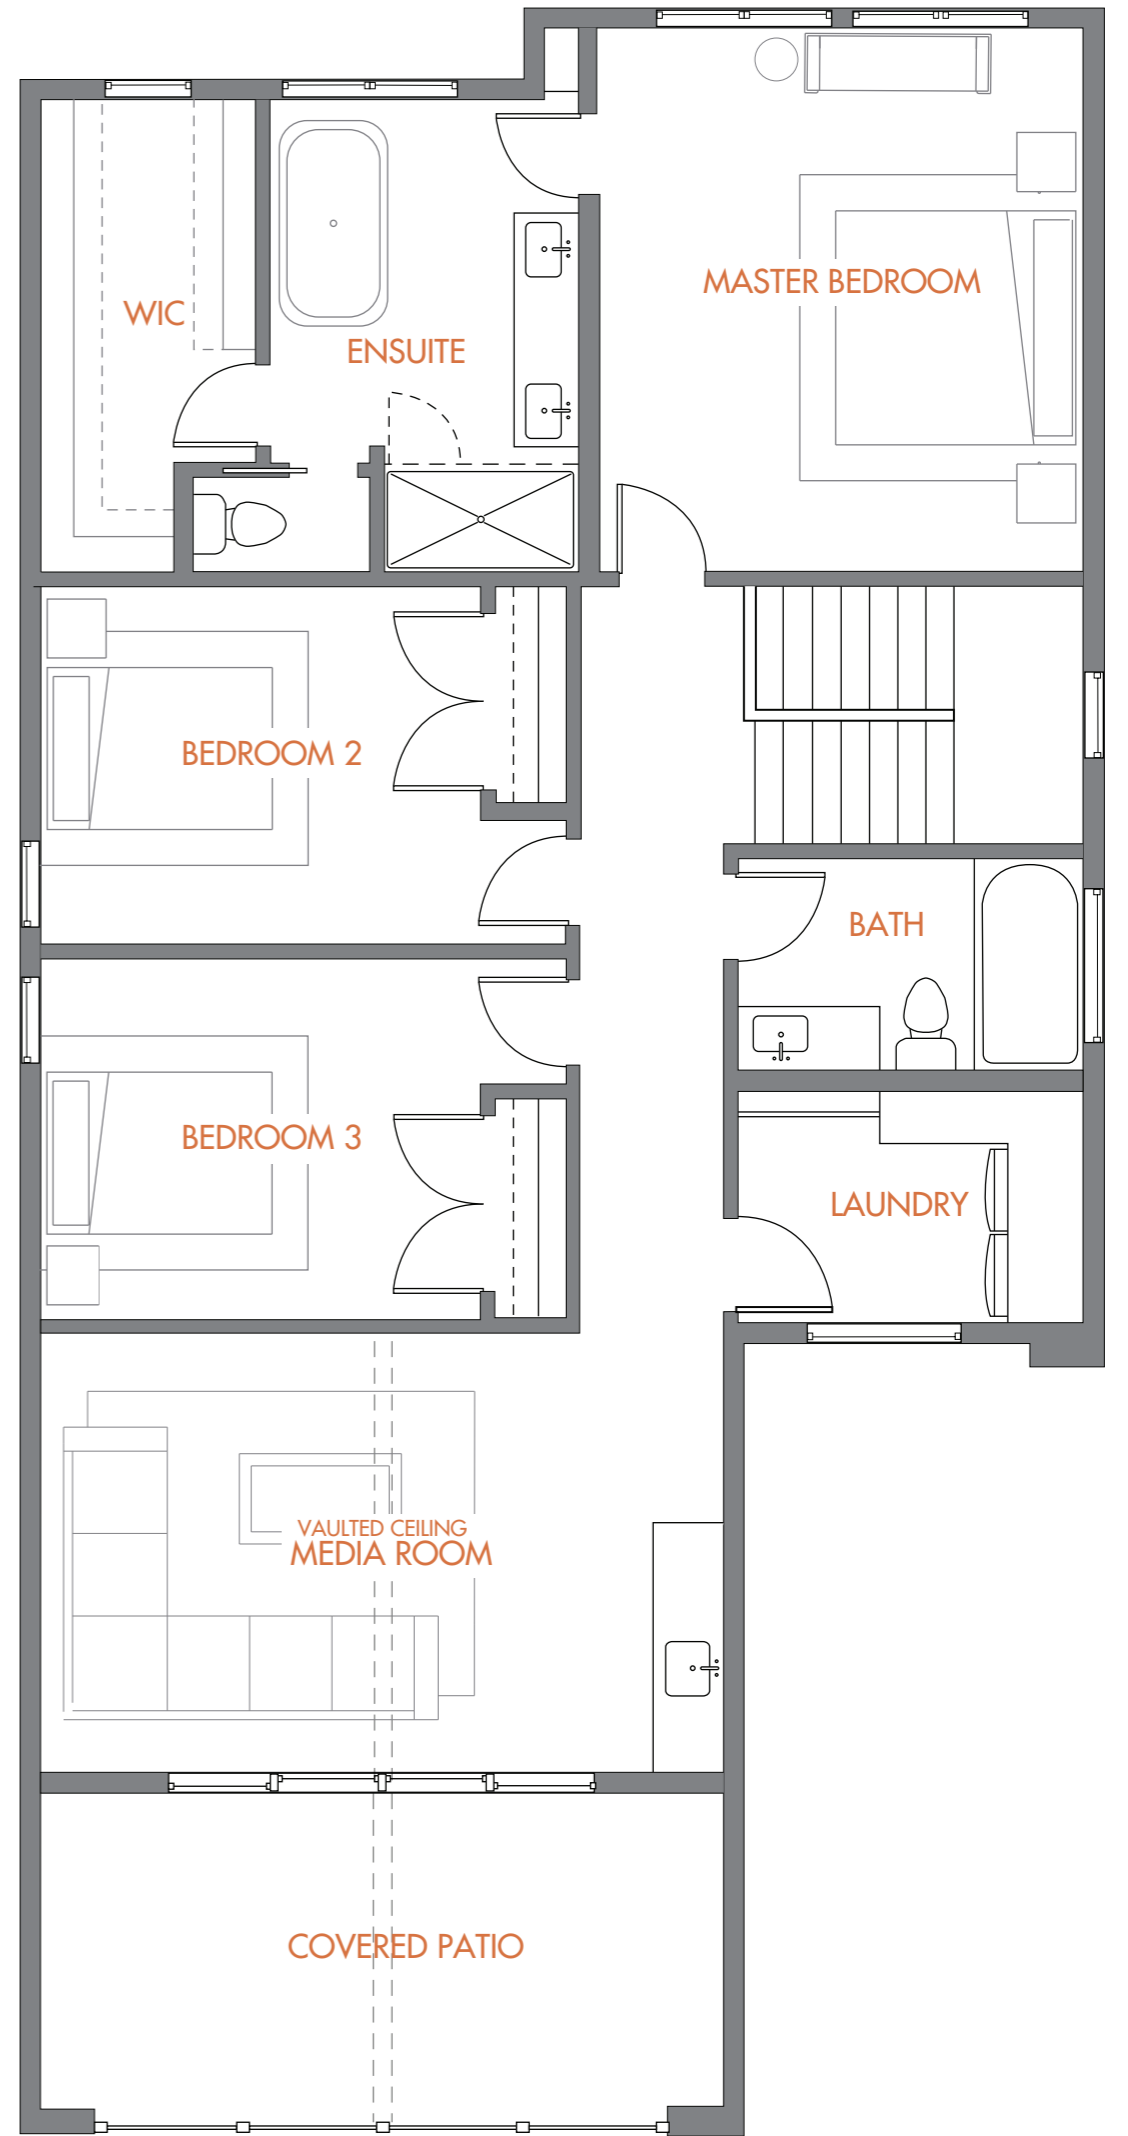 MASTER BEDROOM
WIC
ENSUITE
BEDROOM 2
BATH
BEDROOM 3
LAUNDRY
VAULTED CEILING
MEDIA ROOM
COVERED PATIO